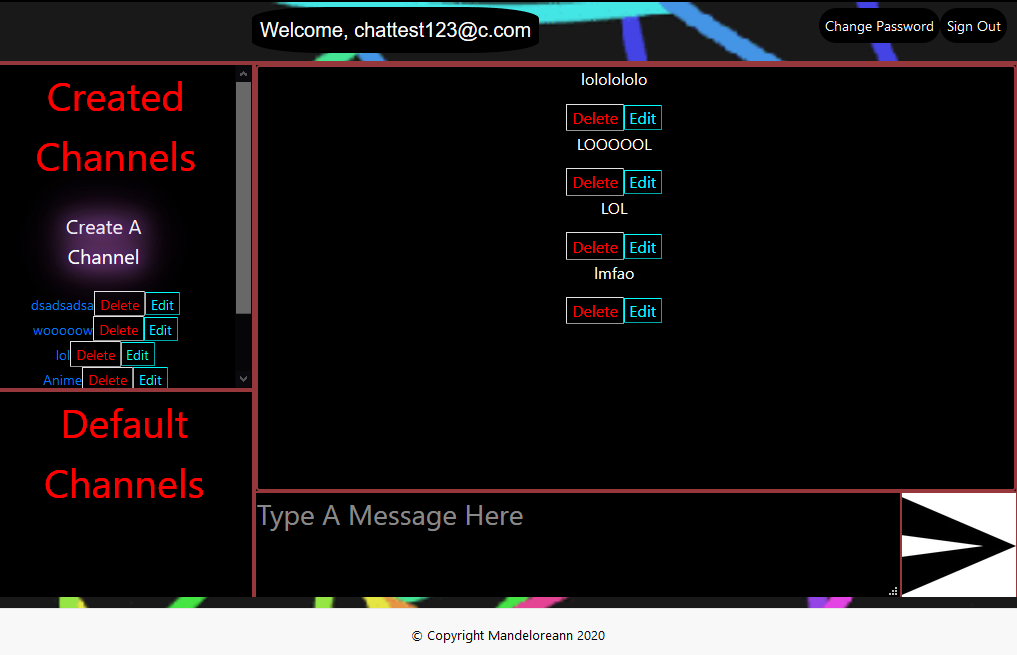 Welcome, chattest123@c.com
Change Password Sign Out
Created
Channels
Create A
Channel
dsadsadsa Delete Edit
wooooow Delete Edit
lol Delete Edit
Anime Delete Edit
Default
Channels
lolololololo
Delete Edit
LOOOOOL
Delete Edit
LOL
Delete Edit
lmfao
Delete Edit
Type A Message Here
© Copyright Mandeloreann 2020